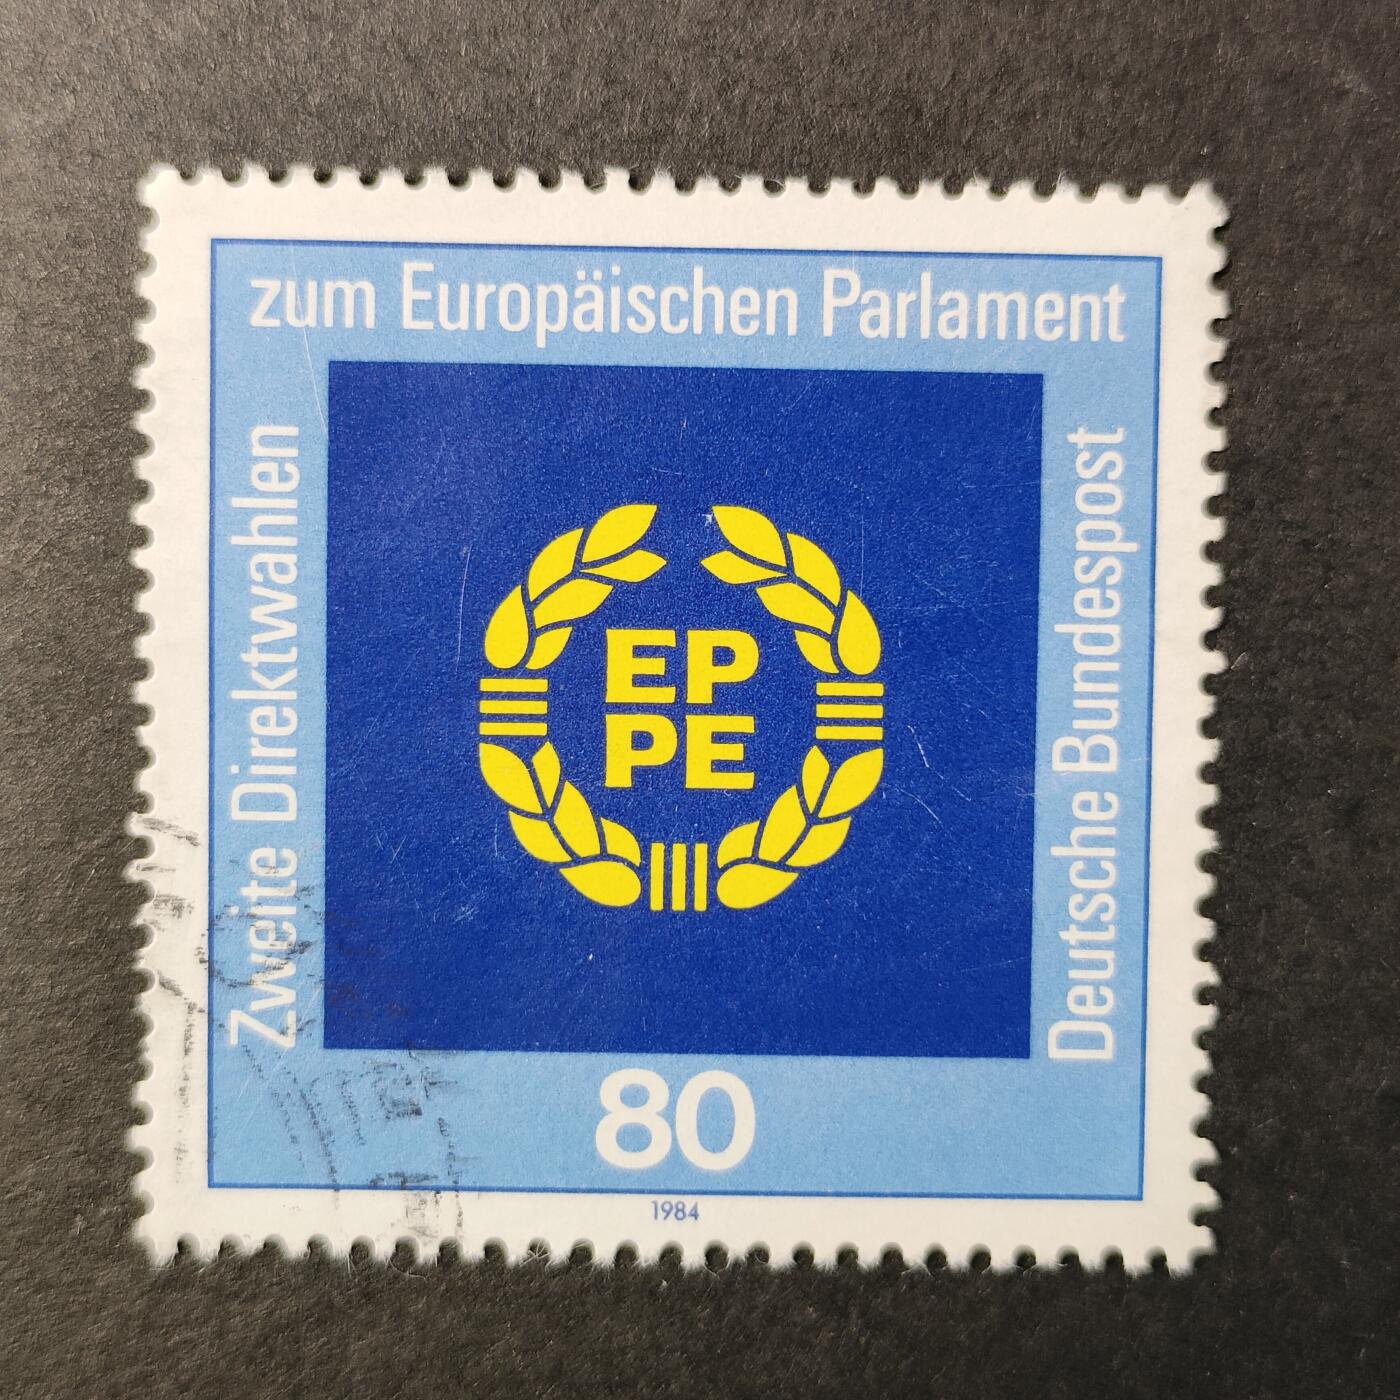 Zweite Direktwahlen
zum Europäischen Parlament
Deutsche Bundespost
EP
PE
80
1984